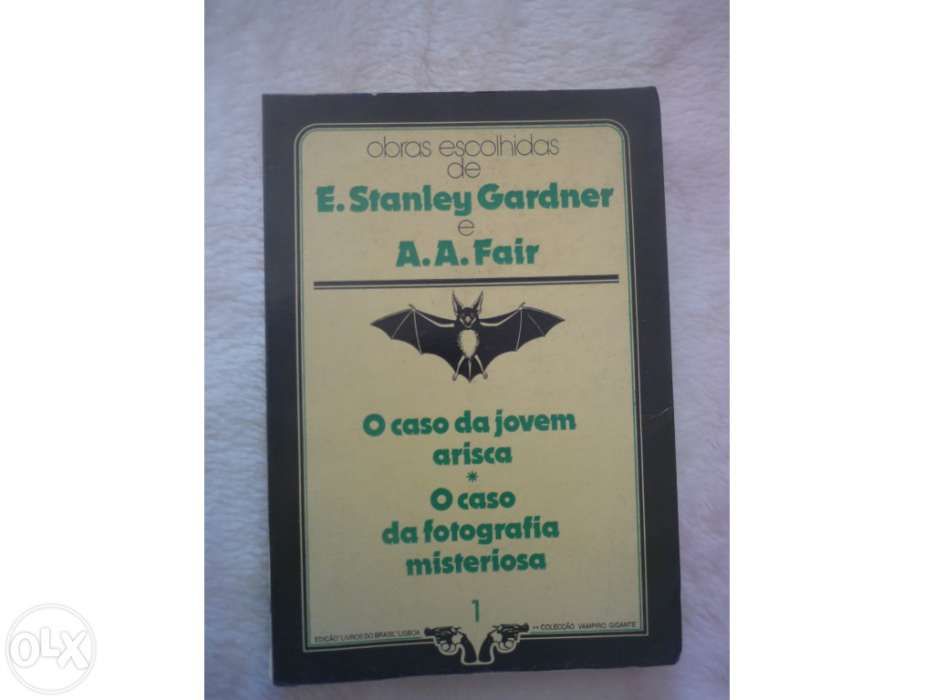 obras escolhidas
de
E. Stanley Gardner
e
A. A. Fair
O caso da jovem
arisca
*
O caso
da fotografia
misteriosa
1
EDIÇÃO "LIVROS DO BRASIL" LISBOA
COLECÇÃO VAMPIRO GIGANTE
OLX